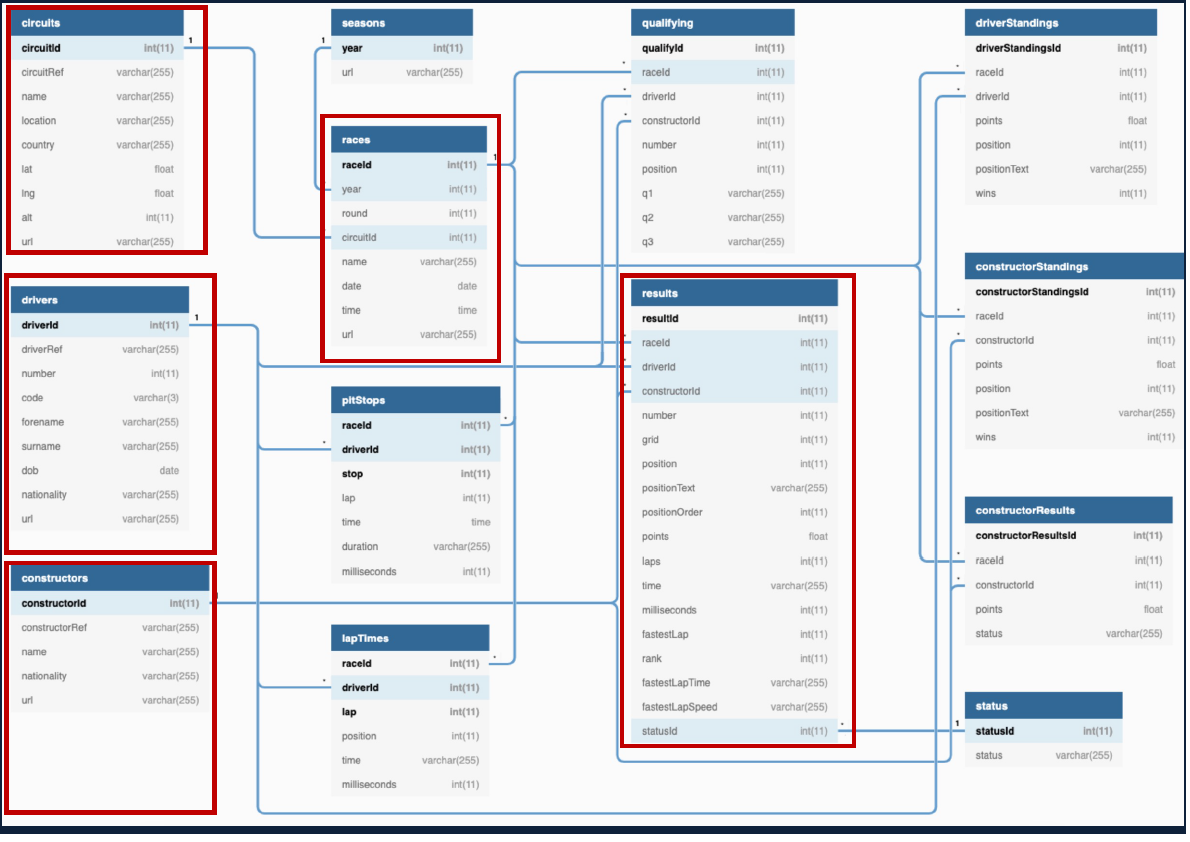 circuits
circuitId int(11)
circuitRef varchar(255)
name varchar(255)
location varchar(255)
country varchar(255)
lat float
lng float
alt int(11)
url varchar(255)
drivers
driverId int(11)
driverRef varchar(255)
number int(11)
code varchar(3)
forename varchar(255)
surname varchar(255)
dob date
nationality varchar(255)
url varchar(255)
constructors
constructorId int(11)
constructorRef varchar(255)
name varchar(255)
nationality varchar(255)
url varchar(255)
seasons
year int(11)
url varchar(255)
races
raceId int(11)
year int(11)
round int(11)
circuitId int(11)
name varchar(255)
date date
time time
url varchar(255)
pitStops
raceId int(11)
driverId int(11)
stop int(11)
lap int(11)
time time
duration varchar(255)
milliseconds int(11)
lapTimes
raceId int(11)
driverId int(11)
lap int(11)
position int(11)
time varchar(255)
milliseconds int(11)
qualifying
qualifyId int(11)
raceId int(11)
driverId int(11)
constructorId int(11)
number int(11)
position int(11)
q1 varchar(255)
q2 varchar(255)
q3 varchar(255)
results
resultId int(11)
raceId int(11)
driverId int(11)
constructorId int(11)
number int(11)
grid int(11)
position int(11)
positionText varchar(255)
positionOrder int(11)
points float
laps int(11)
time varchar(255)
milliseconds int(11)
fastestLap int(11)
rank int(11)
fastestLapTime varchar(255)
fastestLapSpeed varchar(255)
statusId int(11)
driverStandings
driverStandingsId int(11)
raceId int(11)
driverId int(11)
points float
position int(11)
positionText varchar(255)
wins int(11)
constructorStandings
constructorStandingsId int(11)
raceId int(11)
constructorId int(11)
points float
position int(11)
positionText varchar(255)
wins int(11)
constructorResults
constructorResultsId int(11)
raceId int(11)
constructorId int(11)
points float
status varchar(255)
status
statusId int(11)
status varchar(255)
1
1
1
1
1